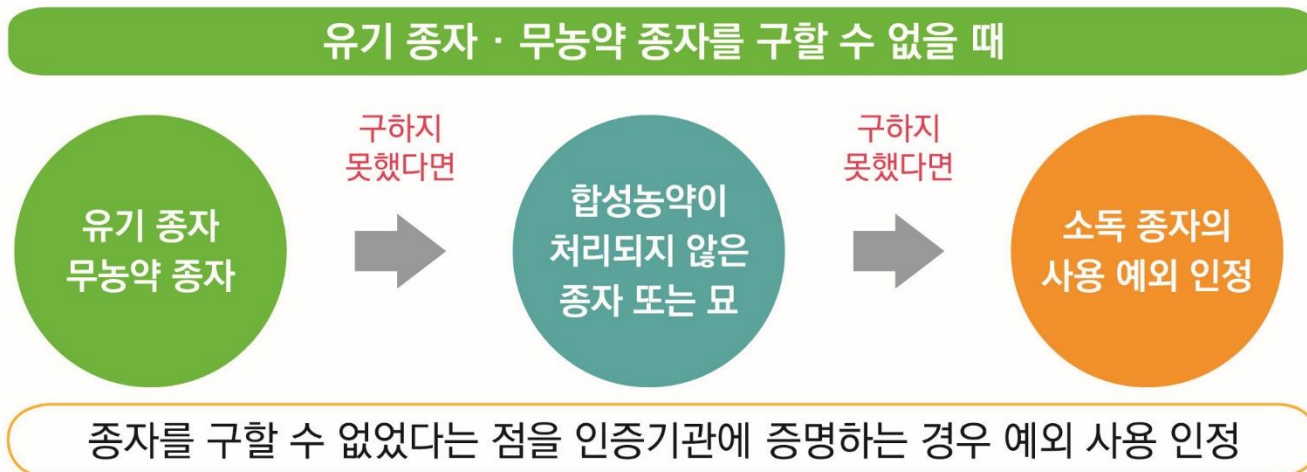 유기 종자 · 무농약 종자를 구할 수 없을 때
유기 종자
무농약 종자
구하지
못했다면
합성농약이
처리되지 않은
종자 또는 묘
구하지
못했다면
소독 종자의
사용 예외 인정
종자를 구할 수 없었다는 점을 인증기관에 증명하는 경우 예외 사용 인정